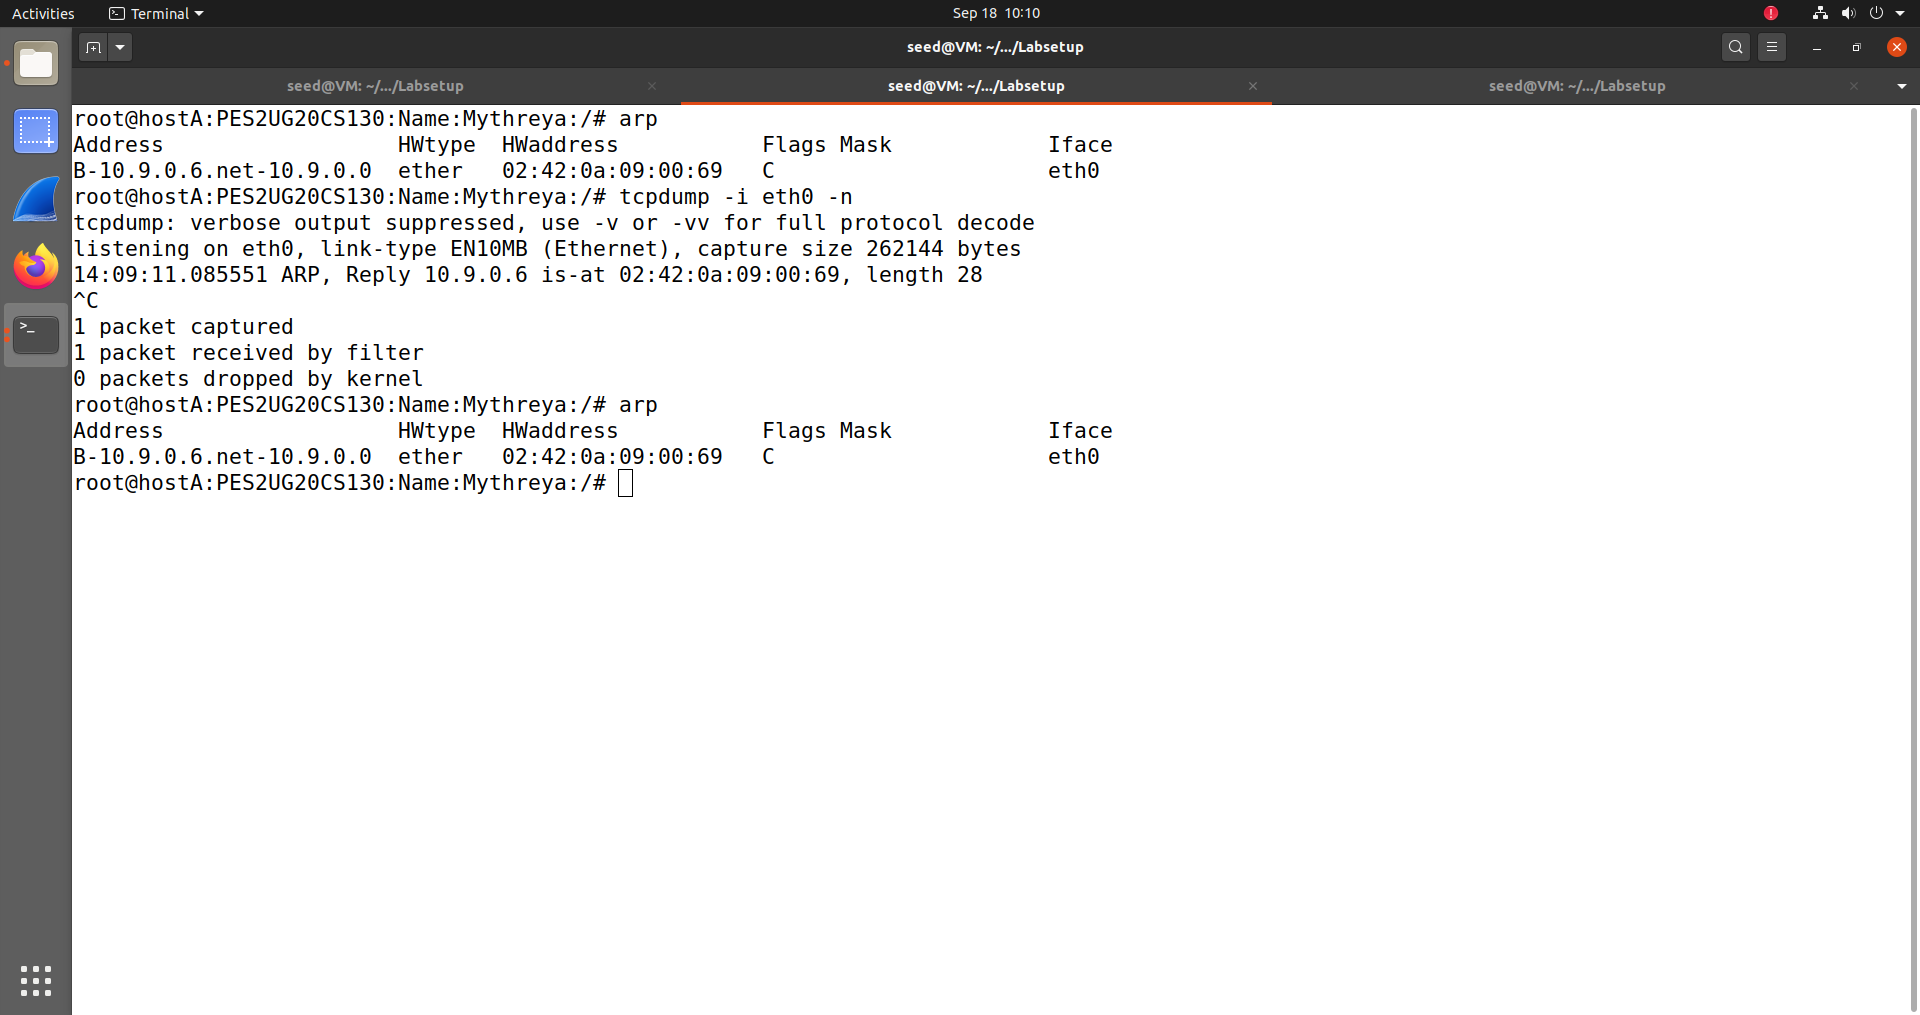 Activities
Terminal
Sep 18 10:10
seed@VM: ~/.../Labsetup
seed@VM: ~/.../Labsetup
seed@VM: ~/.../Labsetup
seed@VM: ~/.../Labsetup
root@hostA:PES2UG20CS130:Name:Mythreya:/# arp
Address                  HWtype  HWaddress           Flags Mask            Iface
B-10.9.0.6.net-10.9.0.0  ether   02:42:0a:09:00:69   C                     eth0
root@hostA:PES2UG20CS130:Name:Mythreya:/# tcpdump -i eth0 -n
tcpdump: verbose output suppressed, use -v or -vv for full protocol decode
listening on eth0, link-type EN10MB (Ethernet), capture size 262144 bytes
14:09:11.085551 ARP, Reply 10.9.0.6 is-at 02:42:0a:09:00:69, length 28
^C
1 packet captured
1 packet received by filter
0 packets dropped by kernel
root@hostA:PES2UG20CS130:Name:Mythreya:/# arp
Address                  HWtype  HWaddress           Flags Mask            Iface
B-10.9.0.6.net-10.9.0.0  ether   02:42:0a:09:00:69   C                     eth0
root@hostA:PES2UG20CS130:Name:Mythreya:/#